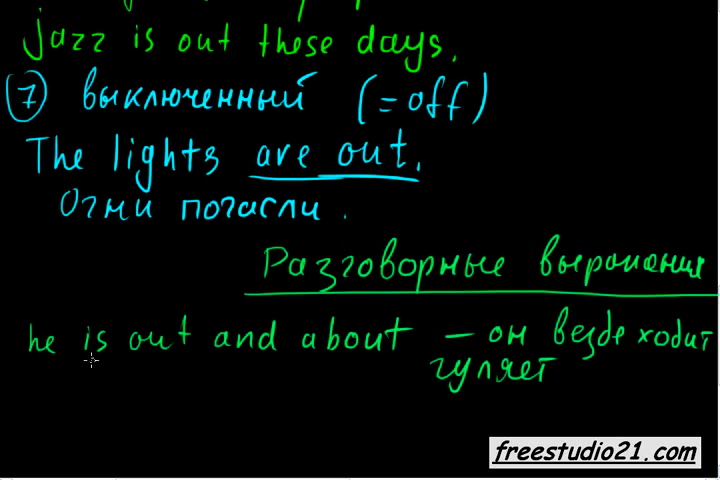 jazz is out these days.
7 выключенный (=off)
The lights are out.
Огни погасли.
Разговорные выражения
he is out and about – он везде ходит
гуляет
freestudio21.com